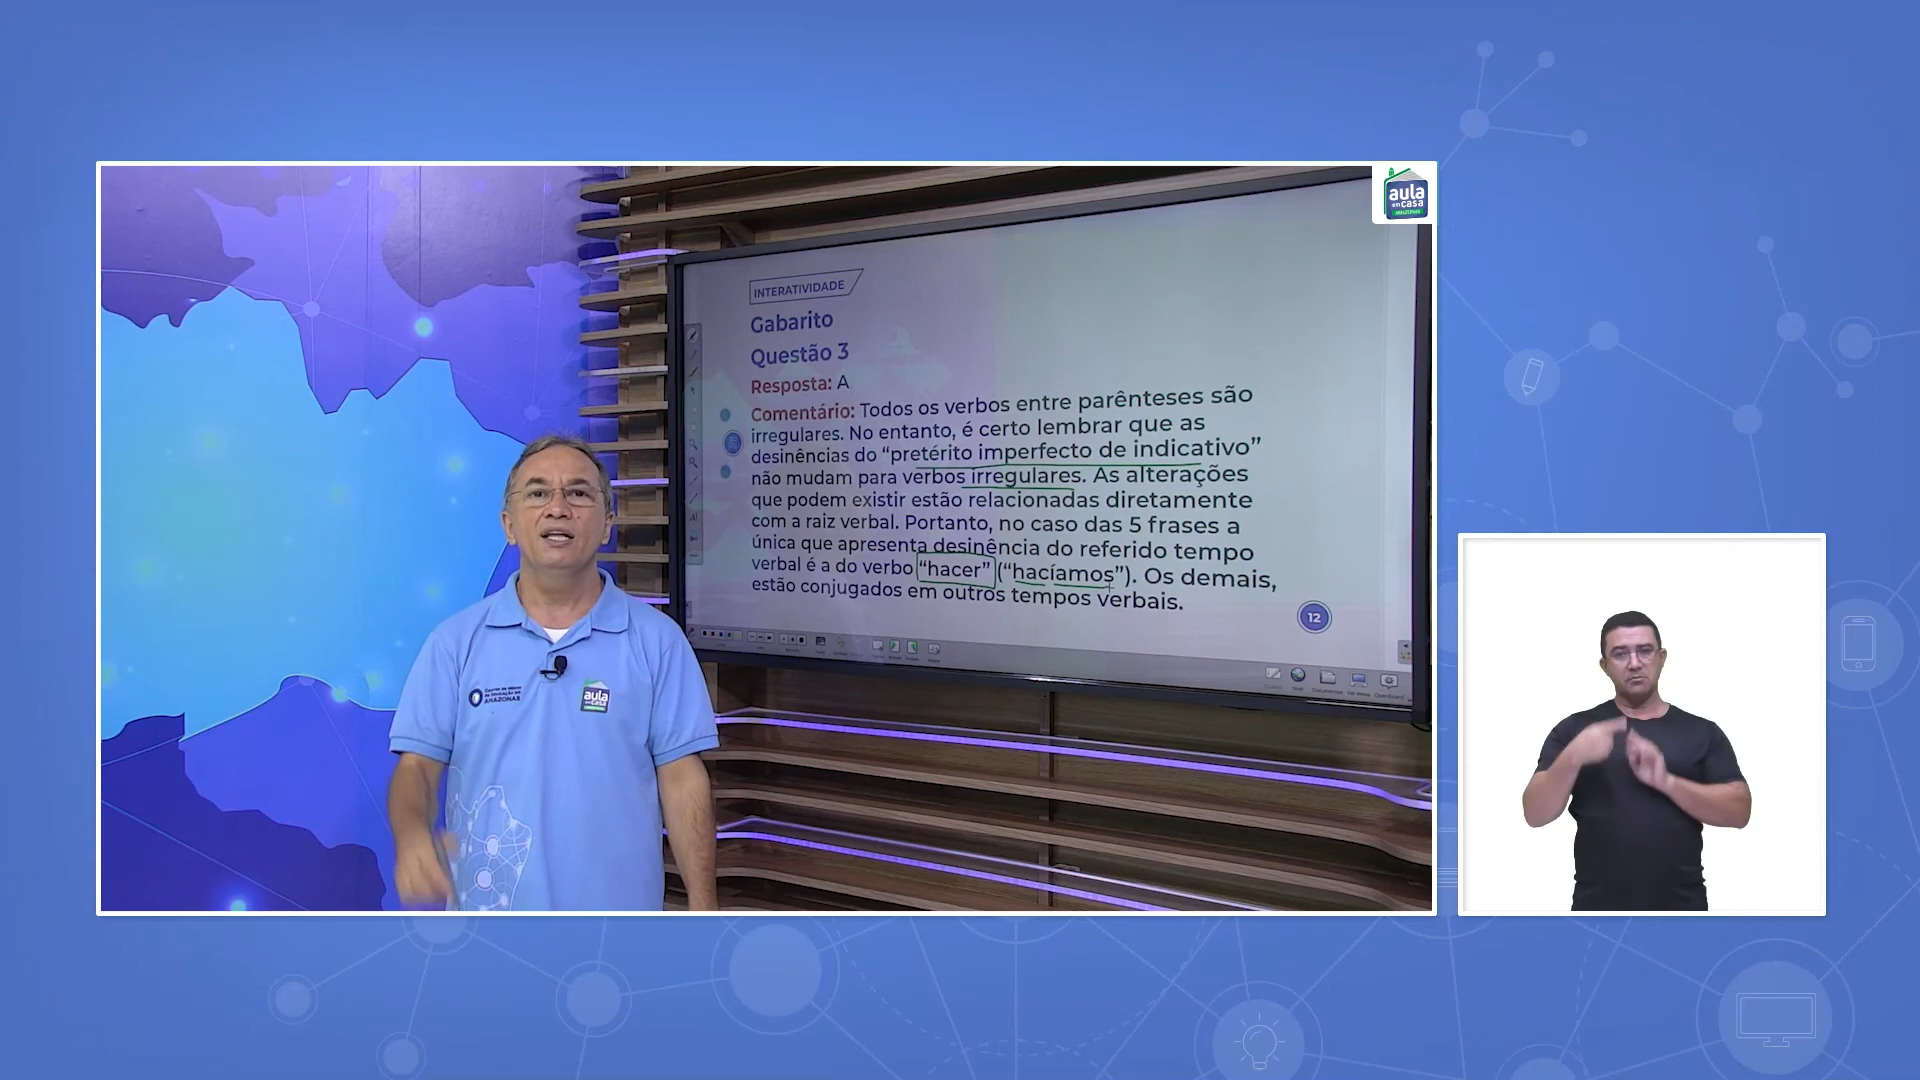 aula
em casa
AMAZONAS
INTERATIVIDADE
Gabarito
Questão 3
Resposta: A
Comentário: Todos os verbos entre parênteses são
irregulares. No entanto, é certo lembrar que as
desinências do “pretérito imperfecto de indicativo”
não mudam para verbos irregulares. As alterações
que podem existir estão relacionadas diretamente
com a raiz verbal. Portanto, no caso das 5 frases a
única que apresenta desinência do referido tempo
verbal é a do verbo “hacer” (“hacíamos”). Os demais,
estão conjugados em outros tempos verbais.
12
AMAZONAS
aula
em casa